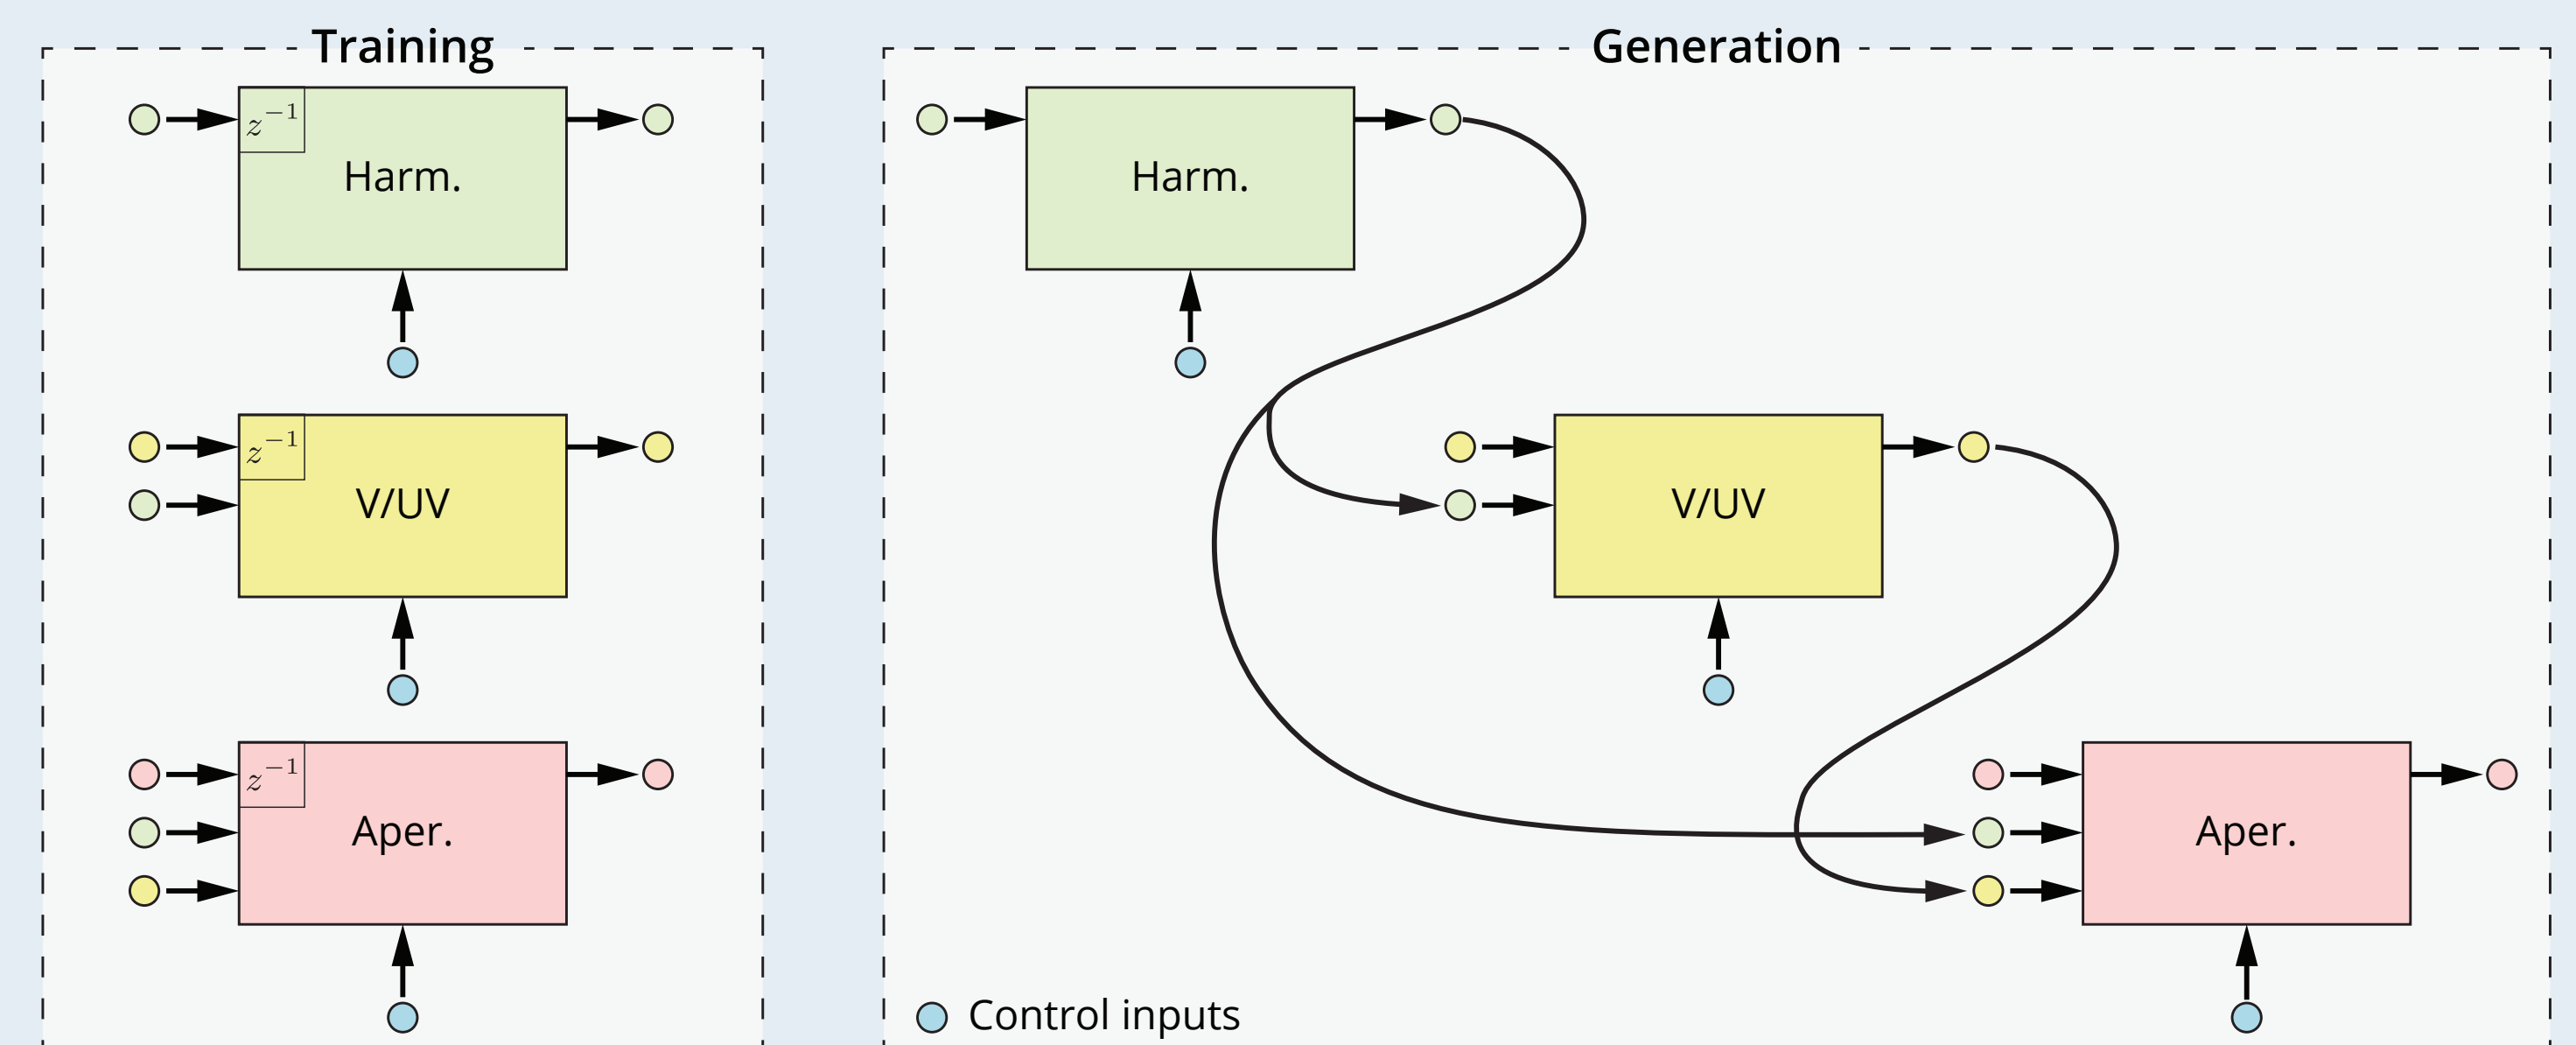 Training
z⁻¹
Harm.
z⁻¹
V/UV
z⁻¹
Aper.
Generation
Harm.
V/UV
Aper.
Control inputs